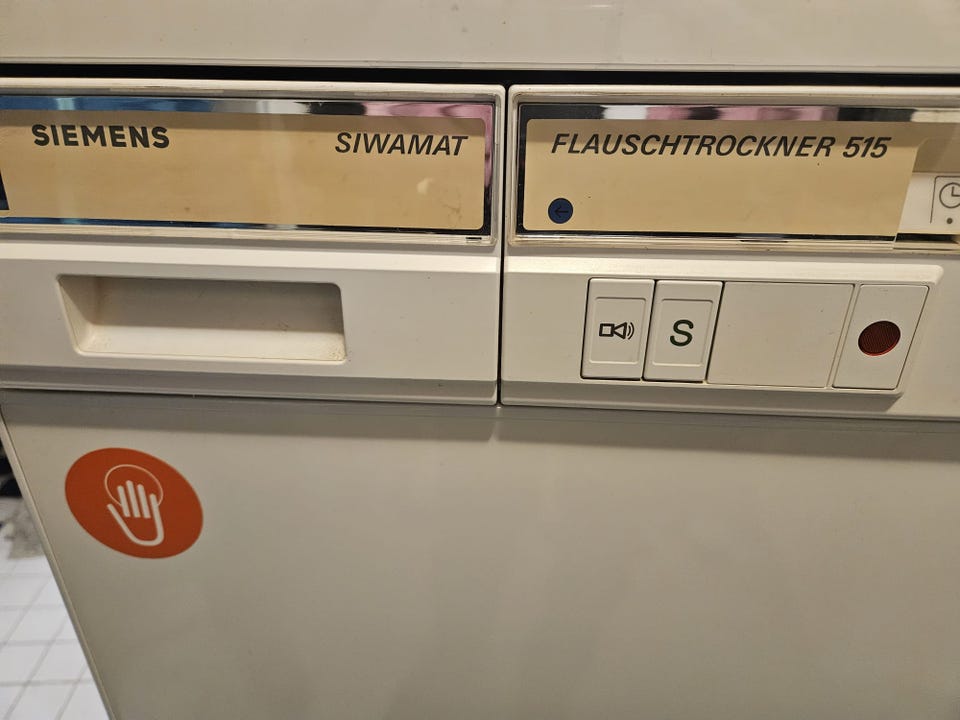 SIEMENS
SIWAMAT
FLAUSCHTROCKNER 515
S